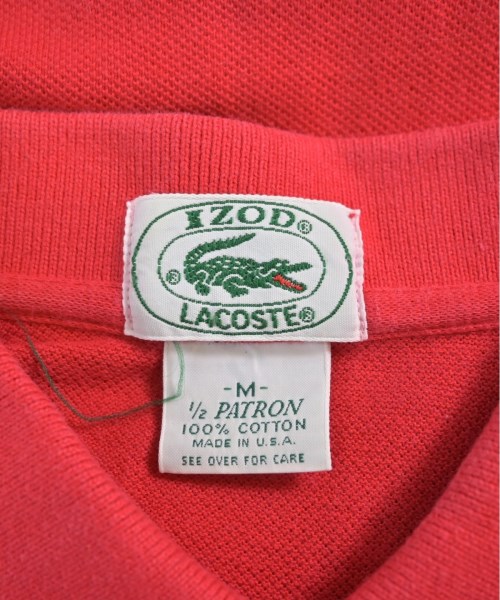 IZOD®
®
LACOSTE®
-M-
½ PATRON
100% COTTON
MADE IN U.S.A.
SEE OVER FOR CARE